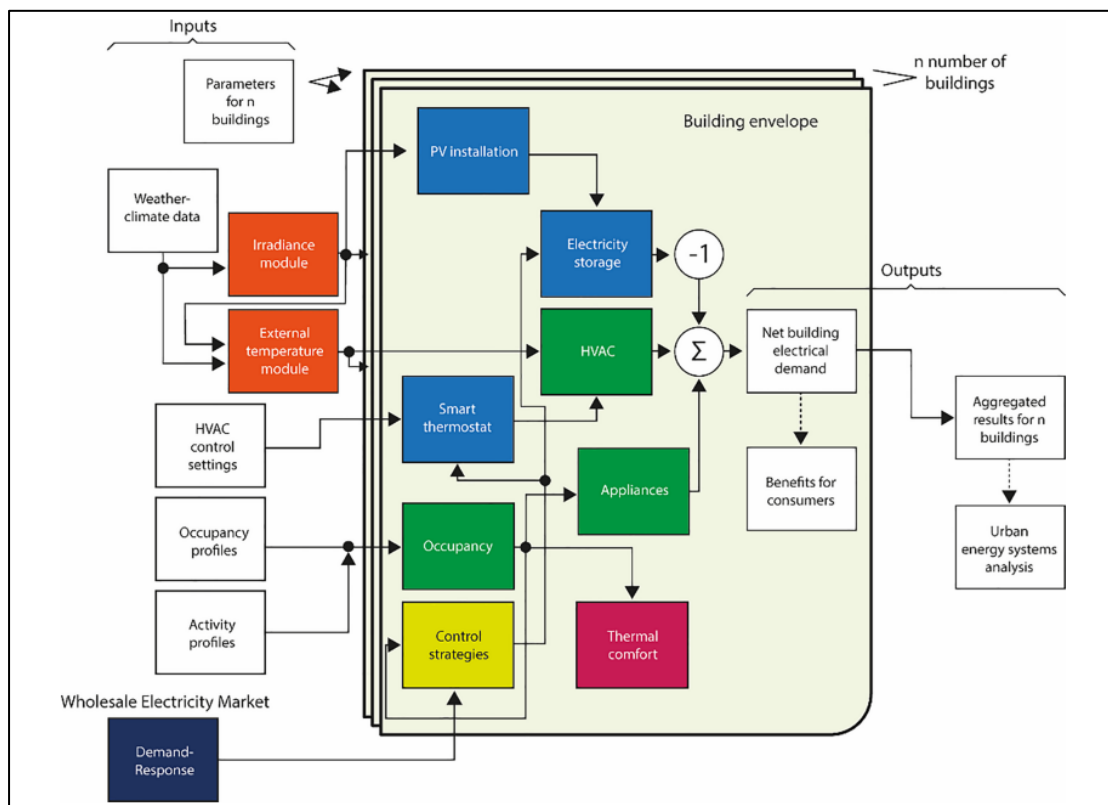 Inputs
Parameters
for n
buildings
n number of
buildings
Building envelope
PV installation
Weather-
climate data
Irradiance
module
Electricity
storage
-1
Outputs
External
temperature
module
HVAC
Σ
Net building
electrical
demand
Smart
thermostat
Aggregated
results for n
buildings
HVAC
control
settings
Appliances
Benefits for
consumers
Occupancy
profiles
Occupancy
Urban
energy systems
analysis
Activity
profiles
Control
strategies
Thermal
comfort
Wholesale Electricity Market
Demand-
Response